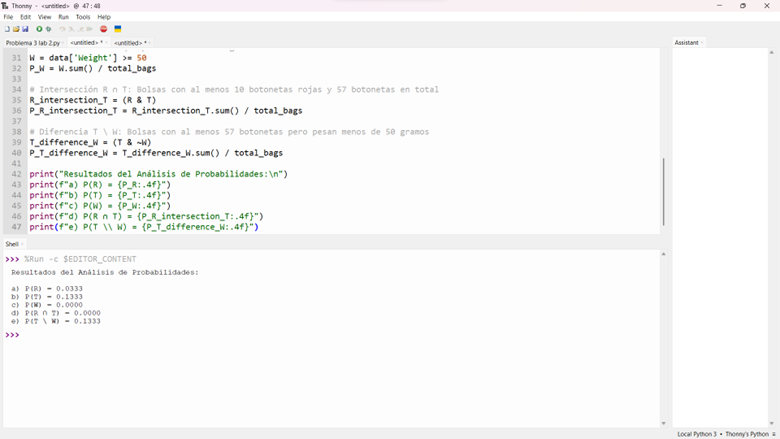 Thonny - <untitled> @ 47 : 48
File Edit View Run Tools Help
Problema 3 lab 2.py × <untitled> * × <untitled> * ×
Assistant ×
31 W = data['Weight'] >= 50
32 P_W = W.sum() / total_bags
33
34 # Intersección R ∩ T: Bolsas con al menos 10 botonetas rojas y 57 botonetas en total
35 R_intersection_T = (R & T)
36 P_R_intersection_T = R_intersection_T.sum() / total_bags
37
38 # Diferencia T \ W: Bolsas con al menos 57 botonetas pero pesan menos de 50 gramos
39 T_difference_W = (T & ~W)
40 P_T_difference_W = T_difference_W.sum() / total_bags
41
42 print("Resultados del Análisis de Probabilidades:\n")
43 print(f"a) P(R) = {P_R:.4f}")
44 print(f"b) P(T) = {P_T:.4f}")
45 print(f"c) P(W) = {P_W:.4f}")
46 print(f"d) P(R ∩ T) = {P_R_intersection_T:.4f}")
47 print(f"e) P(T \\ W) = {P_T_difference_W:.4f}")
Shell ×
>>> %Run -c $EDITOR_CONTENT
Resultados del Análisis de Probabilidades:
a) P(R) = 0.0333
b) P(T) = 0.1333
c) P(W) = 0.0000
d) P(R ∩ T) = 0.0000
e) P(T \ W) = 0.1333
>>>
Local Python 3 • Thonny's Python